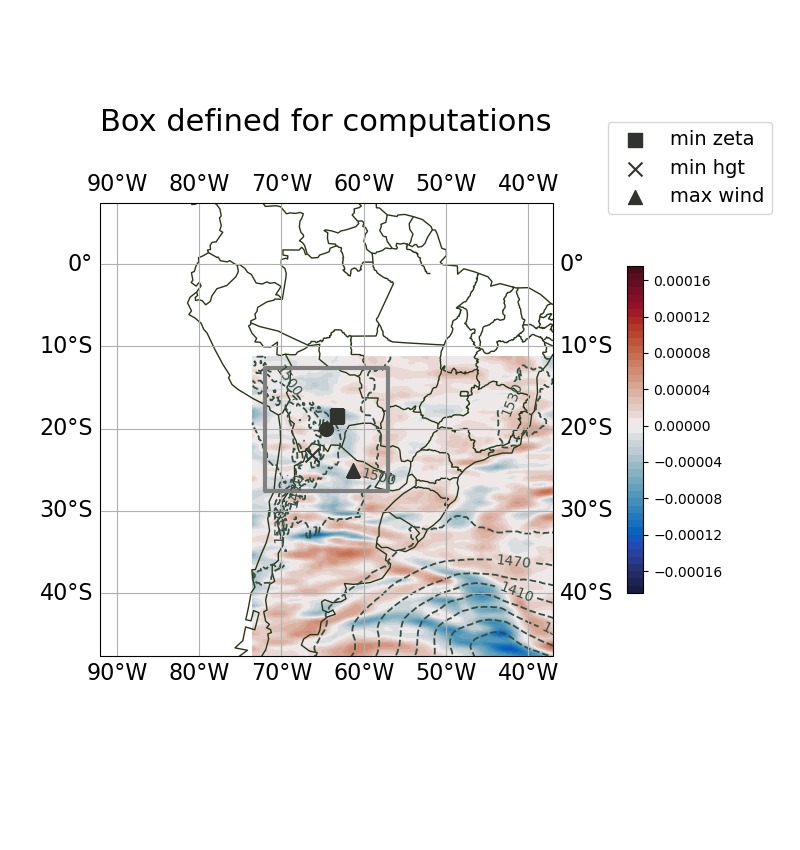 Box defined for computations
min zeta
min hgt
max wind
90°W 80°W 70°W 60°W 50°W 40°W
0° 0°
10°S 10°S
20°S 20°S
30°S 30°S
40°S 40°S
1530
1500
1470
1410
90°W 80°W 70°W 60°W 50°W 40°W
0.00016
0.00012
0.00008
0.00004
0.00000
−0.00004
−0.00008
−0.00012
−0.00016